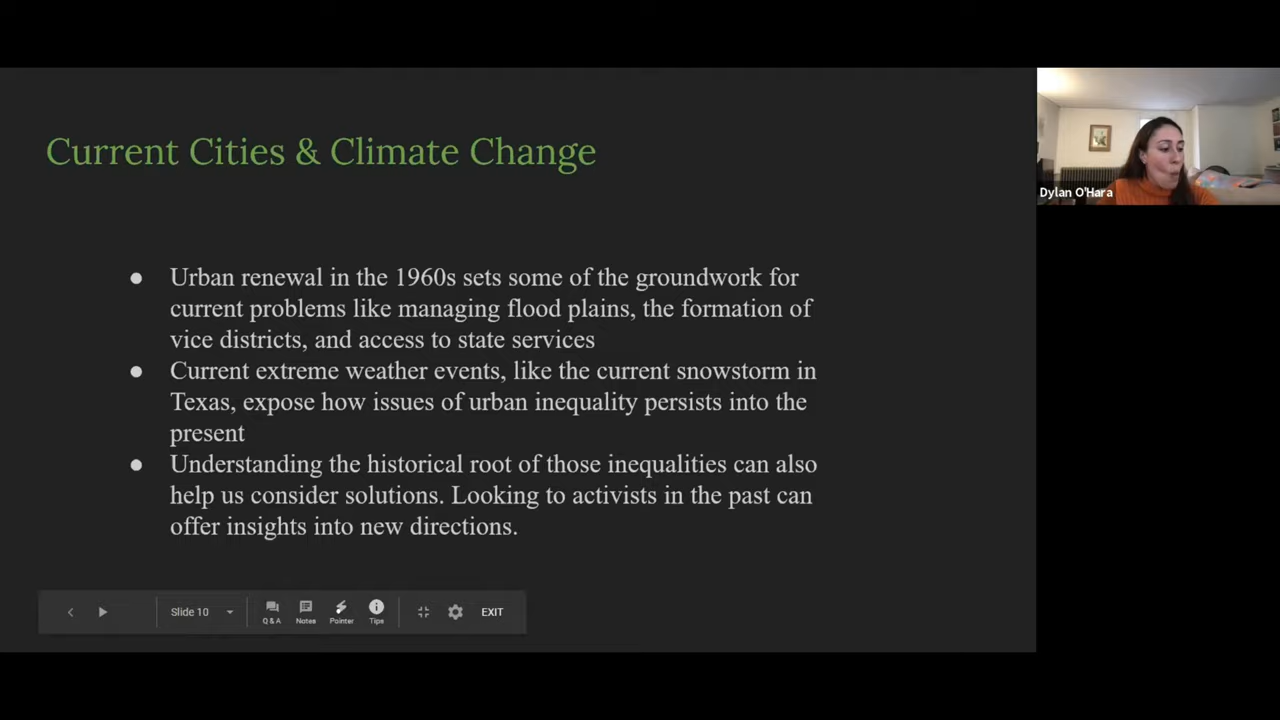 Current Cities & Climate Change
Dylan O'Hara
● Urban renewal in the 1960s sets some of the groundwork for
current problems like managing flood plains, the formation of
vice districts, and access to state services
● Current extreme weather events, like the current snowstorm in
Texas, expose how issues of urban inequality persists into the
present
● Understanding the historical root of those inequalities can also
help us consider solutions. Looking to activists in the past can
offer insights into new directions.
Slide 10
Q & A
Notes
Pointer
Tips
EXIT